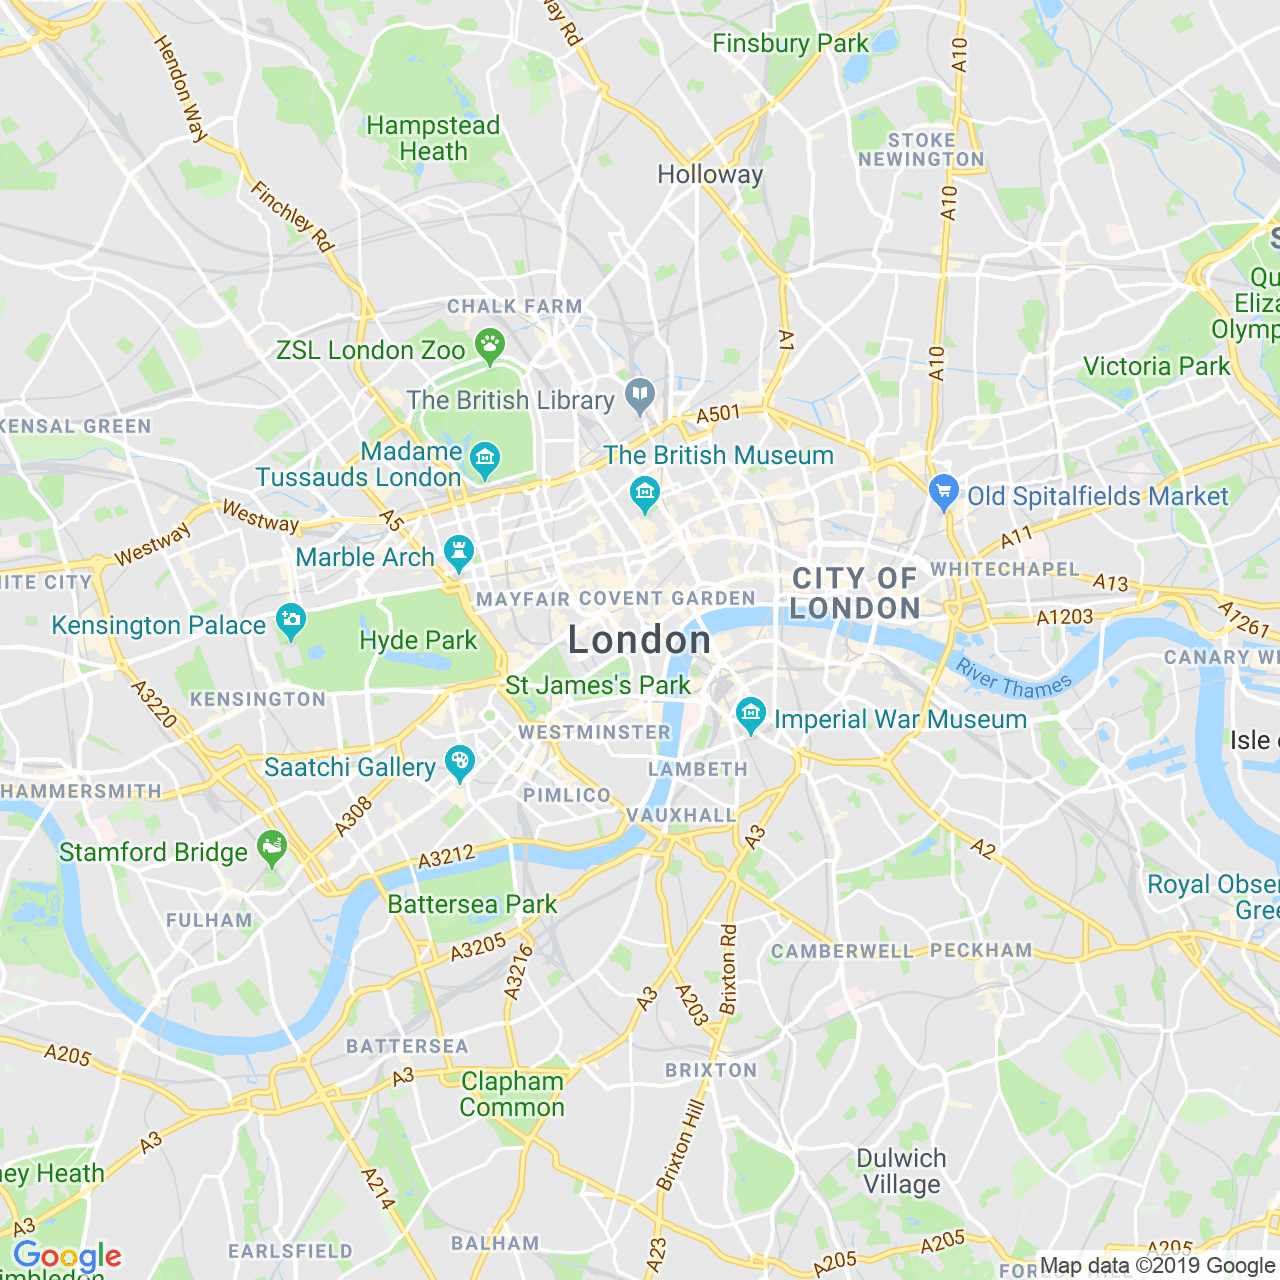 way Rd
Finsbury Park
A10
Hendon Way
Hampstead
Heath
STOKE
NEWINGTON
Holloway
A10
Finchley Rd
S
Qu
Eliza
Olymp
CHALK FARM
ZSL London Zoo
A1
A10
Victoria Park
The British Library
A501
KENSAL GREEN
Madame
Tussauds London
The British Museum
Old Spitalfields Market
Westway
A5
Westway
A11
Marble Arch
CITY OF
LONDON
WHITECHAPEL
A13
HITE CITY
MAYFAIR
COVENT GARDEN
A1203
A1261
Kensington Palace
Hyde Park
London
River Thames
CANARY W
St James's Park
KENSINGTON
A3220
WESTMINSTER
Imperial War Museum
Isle o
Saatchi Gallery
LAMBETH
HAMMERSMITH
PIMLICO
A308
VAUXHALL
A3
A2
Stamford Bridge
A3212
Royal Obser
Gree
Battersea Park
FULHAM
A3205
A3216
Brixton Rd
CAMBERWELL
PECKHAM
A3
A203
A205
BATTERSEA
A3
BRIXTON
Clapham
Common
A3
Brixton Hill
Dulwich
Village
ney Heath
A214
A3
EARLSFIELD
BALHAM
A23
A205
A205
A205
Google
mbledon
FOREST HILL
Map data ©2019 Google